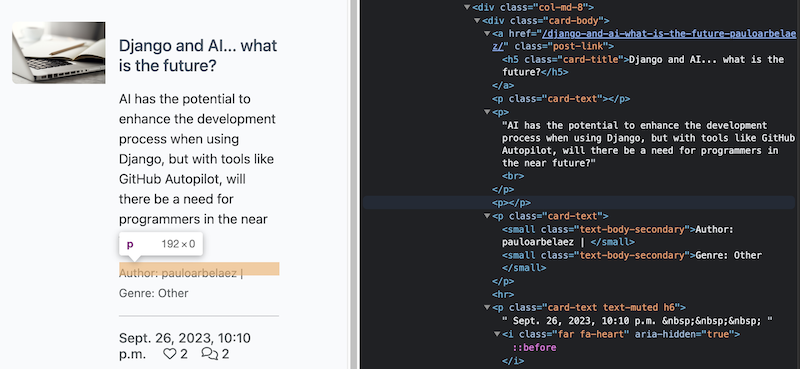 Django and AI... what
is the future?
AI has the potential to
enhance the development
process when using
Django, but with tools like
GitHub Autopilot, will
there be a need for
programmers in the near
p 192 × 0
Author: pauloarbelaez |
Genre: Other
Sept. 26, 2023, 10:10
p.m. 2 2
<div class="col-md-8">
<div class="card-body">
<a href="/django-and-ai-what-is-the-future-pauloarbelae
z/" class="post-link">
<h5 class="card-title">Django and AI... what is the
future?</h5>
</a>
<p class="card-text"></p>
<p>
"AI has the potential to enhance the development
process when using Django, but with tools like GitHub
Autopilot, will there be a need for programmers in
the near future?"
<br>
</p>
<p></p>
<p class="card-text">
<small class="text-body-secondary">Author:
pauloarbelaez | </small>
<small class="text-body-secondary">Genre: Other
</small>
</p>
<hr>
<p class="card-text text-muted h6">
" Sept. 26, 2023, 10:10 p.m. &nbsp;&nbsp;&nbsp; "
<i class="far fa-heart" aria-hidden="true">
::before
</i>